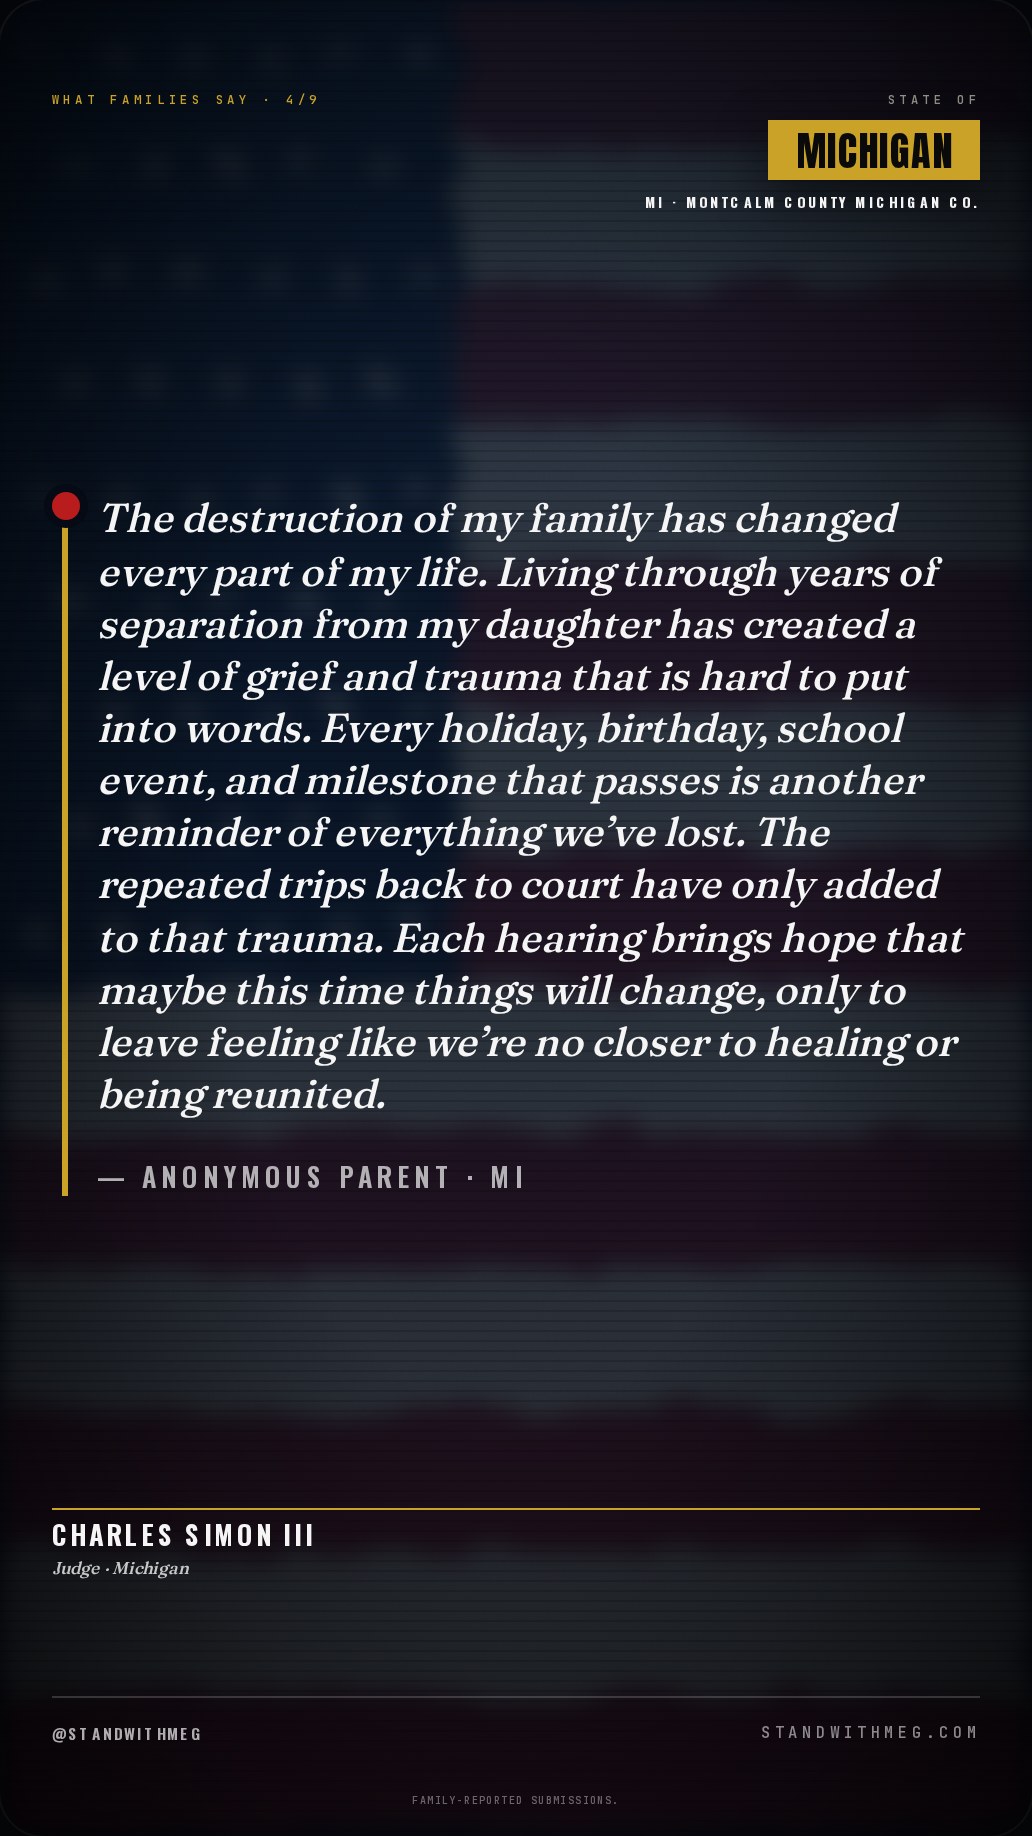 WHAT FAMILIES SAY · 4/9
STATE OF
MICHIGAN
MI · MONTCALM COUNTY MICHIGAN CO.
The destruction of my family has changed
every part of my life. Living through years of
separation from my daughter has created a
level of grief and trauma that is hard to put
into words. Every holiday, birthday, school
event, and milestone that passes is another
reminder of everything we’ve lost. The
repeated trips back to court have only added
to that trauma. Each hearing brings hope that
maybe this time things will change, only to
leave feeling like we’re no closer to healing or
being reunited.
— ANONYMOUS PARENT · MI
CHARLES SIMON III
Judge · Michigan
@STANDWITHMEG
STANDWITHMEG.COM
FAMILY-REPORTED SUBMISSIONS.